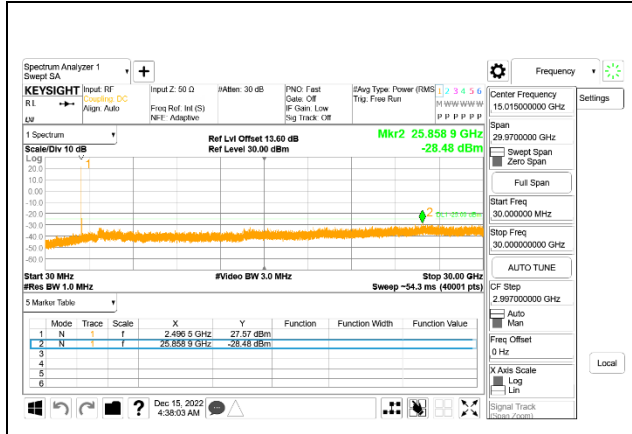 Spectrum Analyzer 1
Swept SA
+
Frequency
KEYSIGHT
Input: RF
Input Z: 50 Ω
#Atten: 30 dB
PNO: Fast
#Avg Type: Power (RMS
1 2 3 4 5 6
RL
Coupling: DC
Gate: Off
Trig: Free Run
Align: Auto
Freq Ref: Int (S)
IF Gain: Low
M W W W W W
NFE: Adaptive
Sig Track: Off
P P P P P P
1 Spectrum
Ref Lvl Offset 13.60 dB
Mkr2 25.858 9 GHz
Scale/Div 10 dB
Ref Level 30.00 dBm
-28.48 dBm
Log
1
20.0
10.0
0.00
-10.0
-20.0
2
-30.0
-40.0
-50.0
-60.0
Start 30 MHz
#Video BW 3.0 MHz
Stop 30.00 GHz
#Res BW 1.0 MHz
Sweep ~54.3 ms (40001 pts)
5 Marker Table
Mode Trace Scale X Y Function Function Width Function Value
1 N 1 f 2.496 5 GHz 27.57 dBm
2 N 1 f 25.858 9 GHz -28.48 dBm
3
4
5
6
?
Dec 15, 2022
4:38:03 AM
Center Frequency
15.015000000 GHz
Settings
Span
29.9700000 GHz
Swept Span
Zero Span
Full Span
Start Freq
30.000000 MHz
Stop Freq
30.000000000 GHz
AUTO TUNE
CF Step
2.997000000 GHz
Auto
Man
Freq Offset
0 Hz
X Axis Scale
Log
Lin
Local
Signal Track
(Span Zoom)